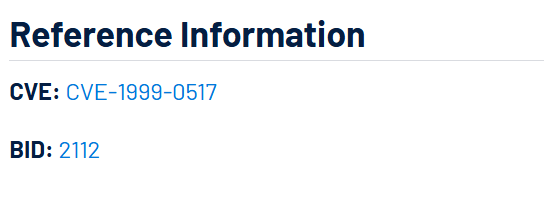 Reference Information
CVE: CVE-1999-0517
BID: 2112